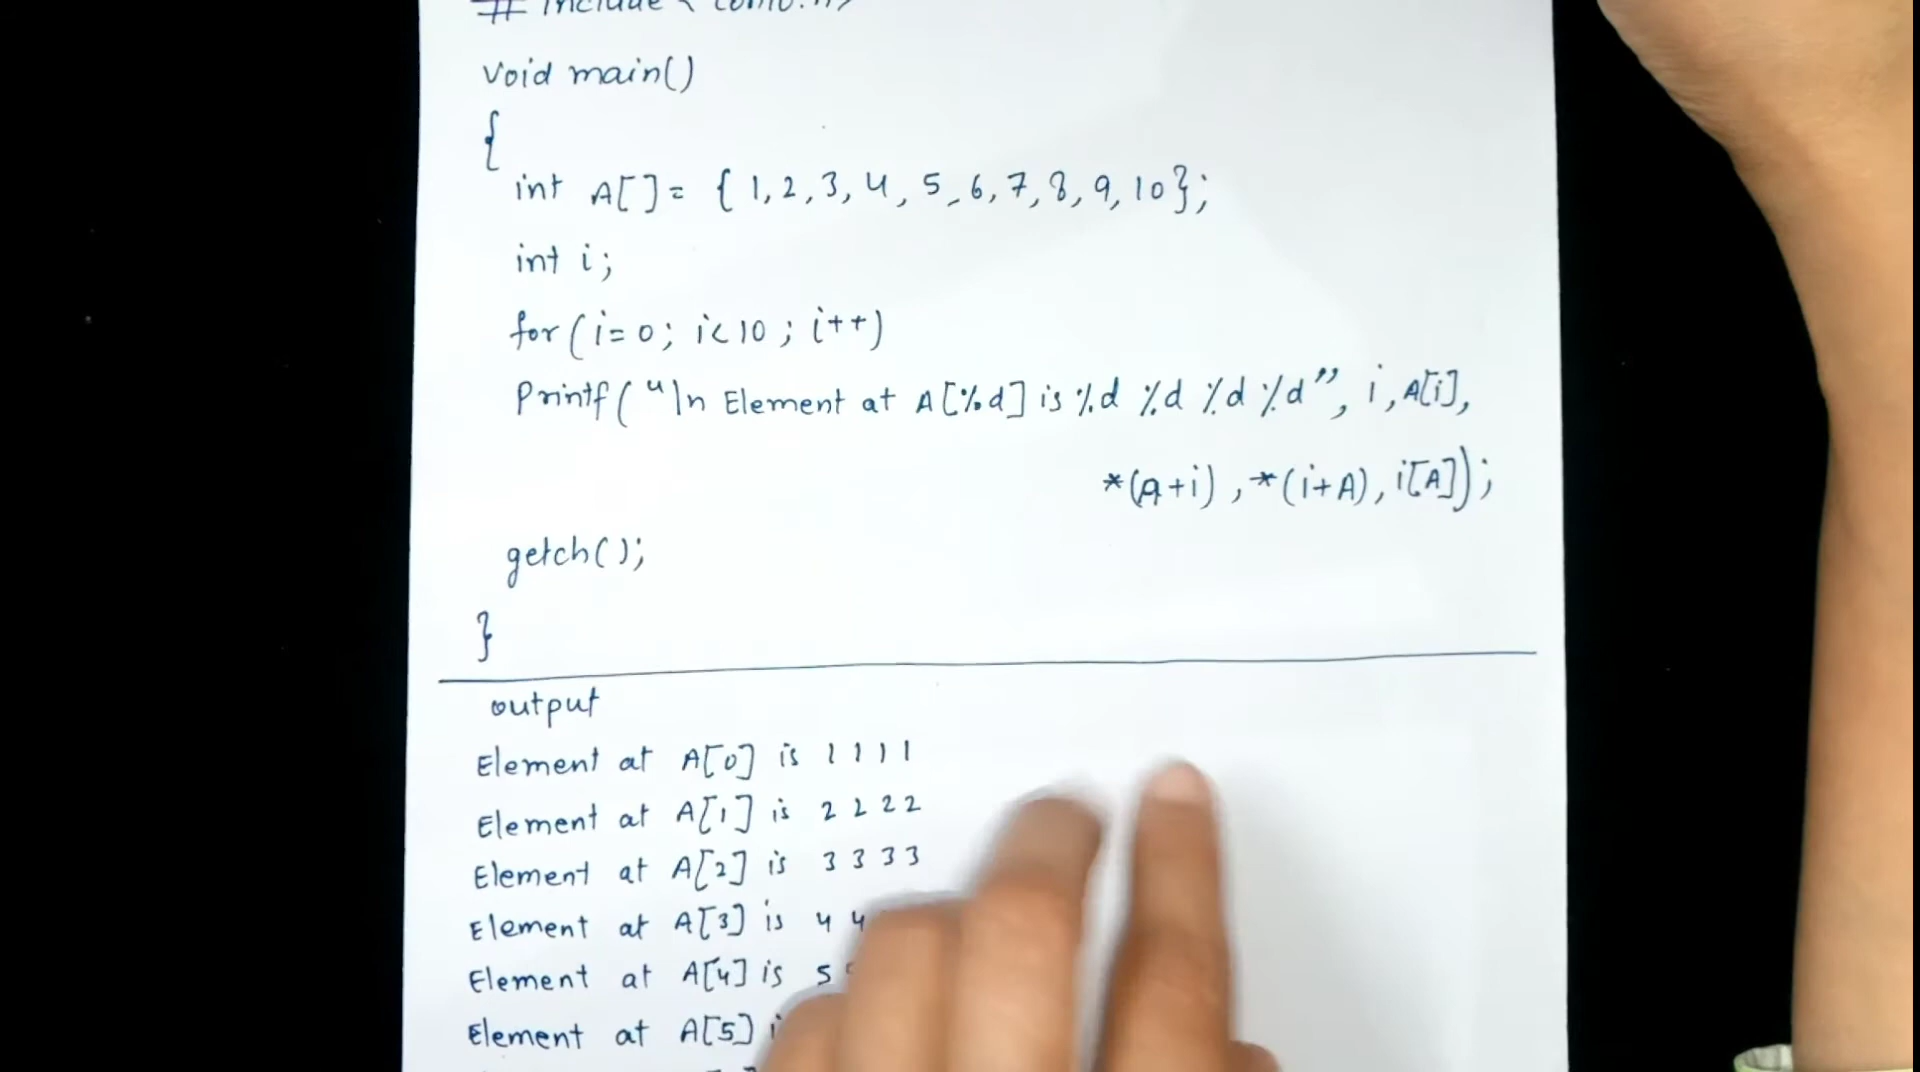 # include < conio.h>
void main()
{
int A[] = { 1, 2, 3, 4, 5, 6, 7, 8, 9, 10};
int i;
for (i = 0; i < 10 ; i++)
Printf( "\n Element at A[%d] is %d %d %d %d", i, A[i],
*(A+i), *(i+A), i[A]);
getch();
}
output
Element at A[0] is 1 1 1 1
Element at A[1] is 2 2 2 2
Element at A[2] is 3 3 3 3
Element at A[3] is 4 4
Element at A[4] is 5
Element at A[5]